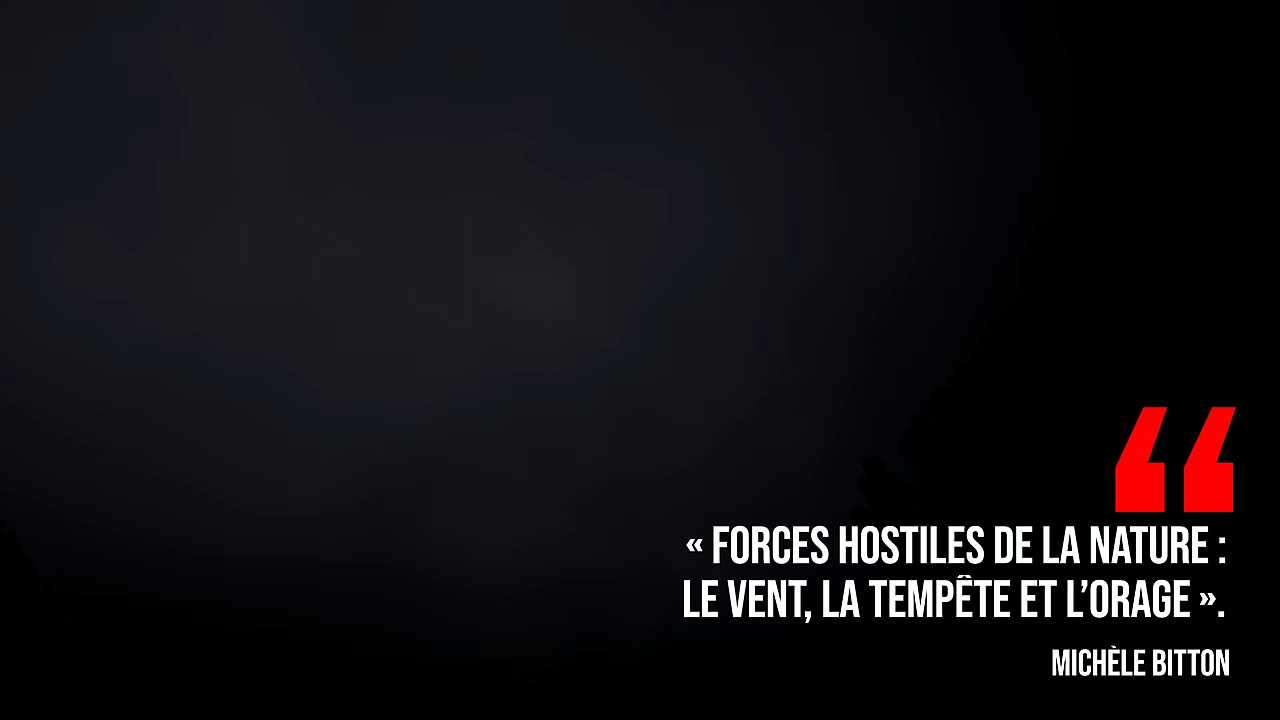 « FORCES HOSTILES DE LA NATURE :
LE VENT, LA TEMPÊTE ET L’ORAGE ».
MICHÈLE BITTON